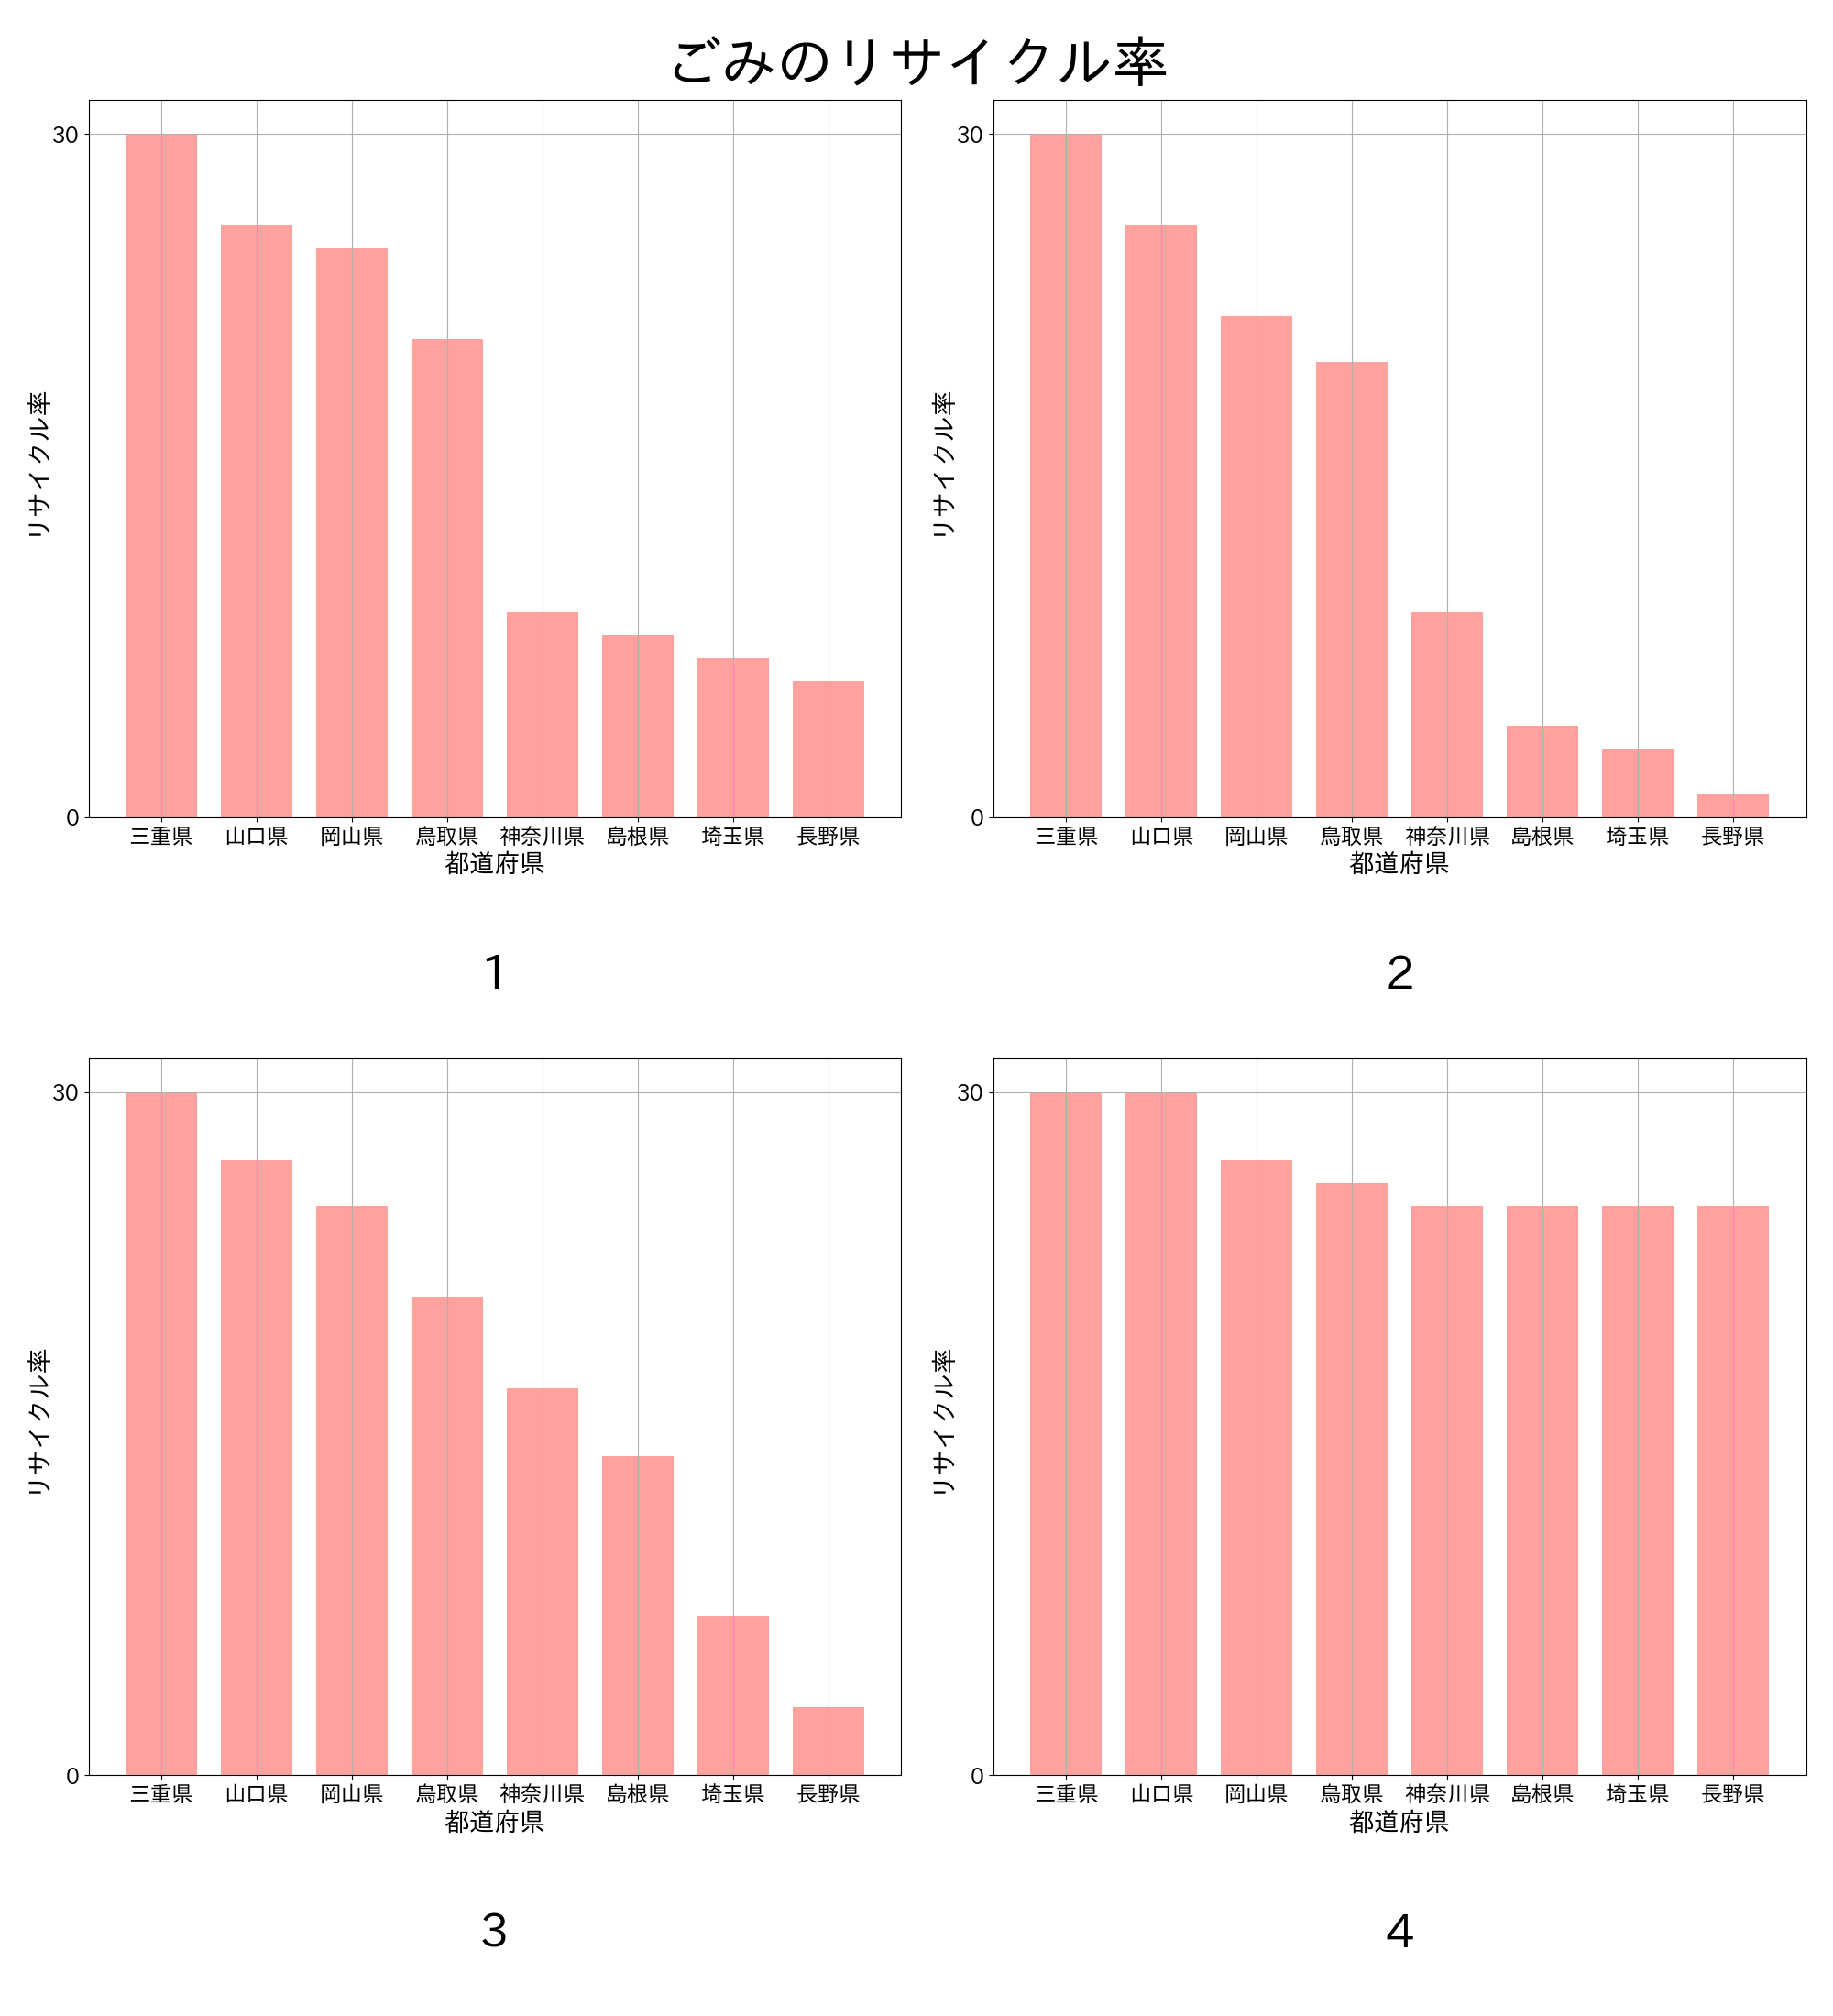 ごみのリサイクル率
30
0
リサイクル率
三重県 山口県 岡山県 鳥取県 神奈川県 島根県 埼玉県 長野県
都道府県
1
30
0
リサイクル率
三重県 山口県 岡山県 鳥取県 神奈川県 島根県 埼玉県 長野県
都道府県
2
30
0
リサイクル率
三重県 山口県 岡山県 鳥取県 神奈川県 島根県 埼玉県 長野県
都道府県
3
30
0
リサイクル率
三重県 山口県 岡山県 鳥取県 神奈川県 島根県 埼玉県 長野県
都道府県
4